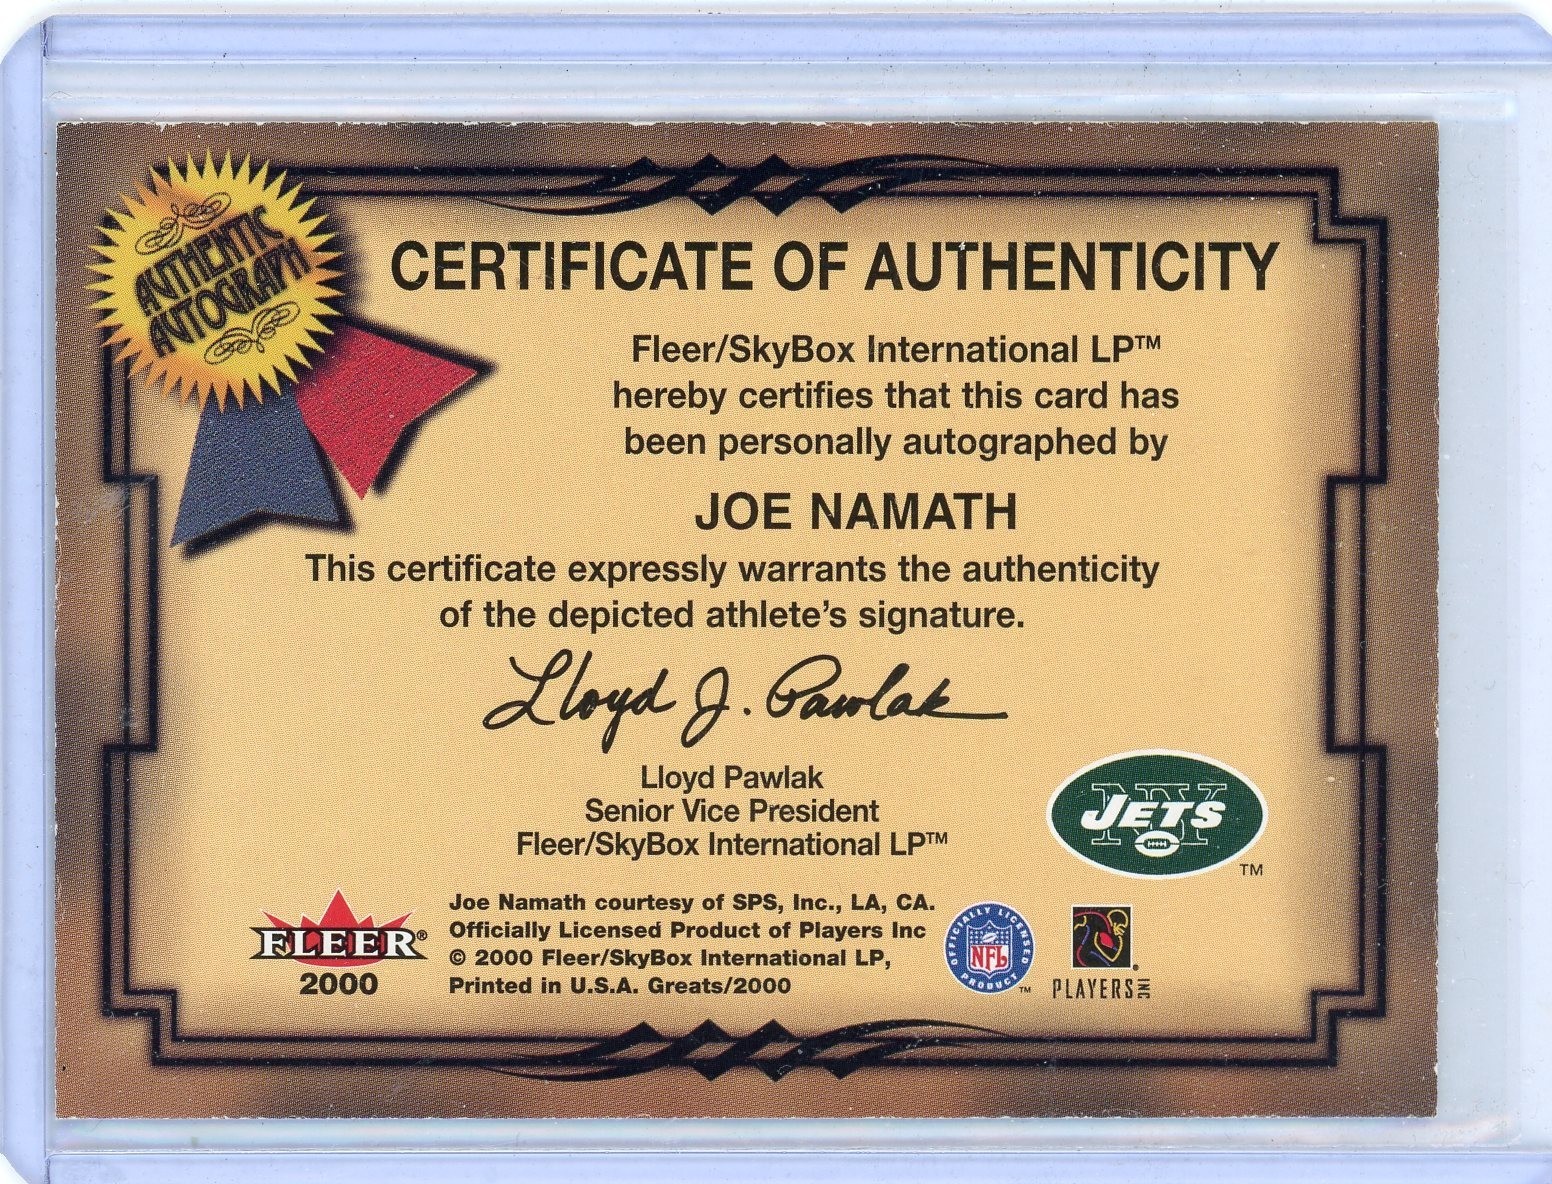 AUTHENTIC
AUTOGRAPH
CERTIFICATE OF AUTHENTICITY
Fleer/SkyBox International LP™
hereby certifies that this card has
been personally autographed by
JOE NAMATH
This certificate expressly warrants the authenticity
of the depicted athlete's signature.
Lloyd J. Pawlak
Lloyd Pawlak
Senior Vice President
Fleer/SkyBox International LP™
NY
JETS
TM
FLEER®
2000
Joe Namath courtesy of SPS, Inc., LA, CA.
Officially Licensed Product of Players Inc
© 2000 Fleer/SkyBox International LP,
Printed in U.S.A. Greats/2000
OFFICIALLY LICENSED
NFL
PRODUCT
TM
®
PLAYERS INC